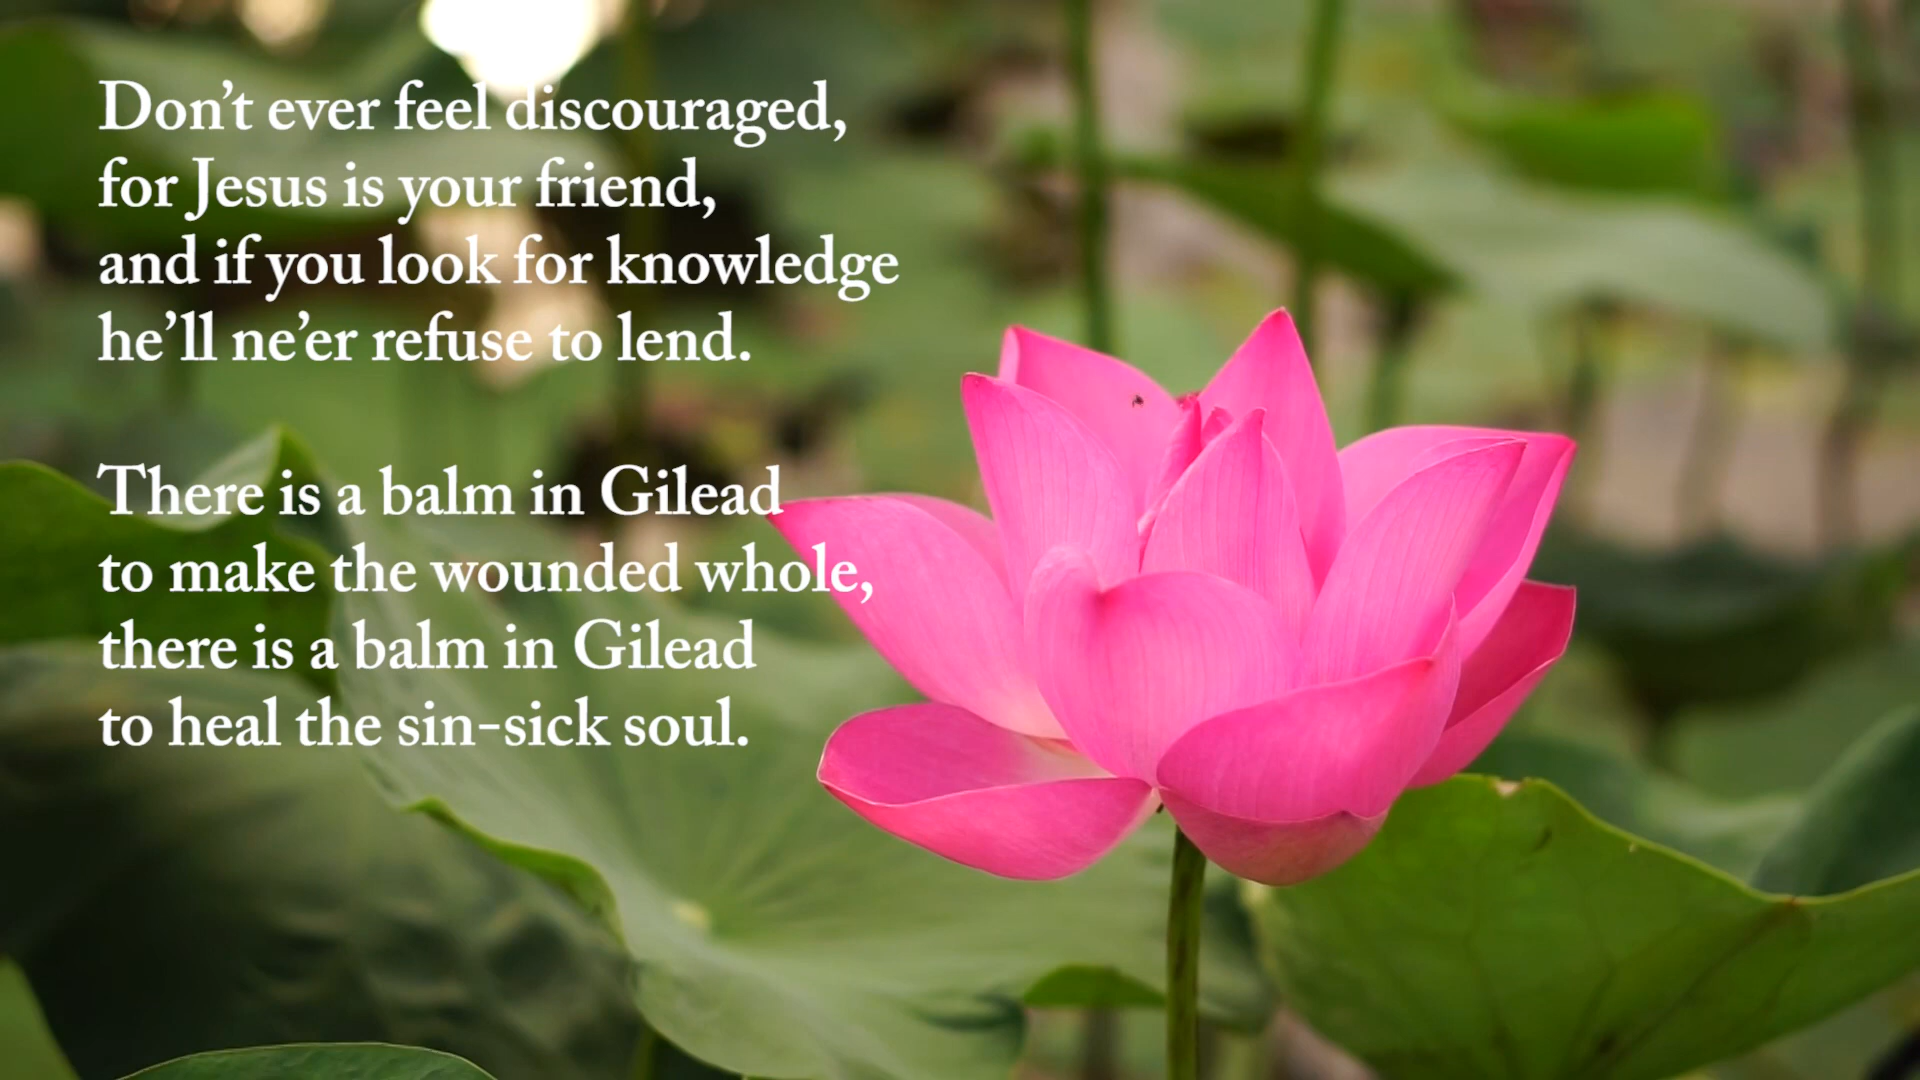 Don’t ever feel discouraged,
for Jesus is your friend,
and if you look for knowledge
he’ll ne’er refuse to lend.
There is a balm in Gilead
to make the wounded whole,
there is a balm in Gilead
to heal the sin-sick soul.